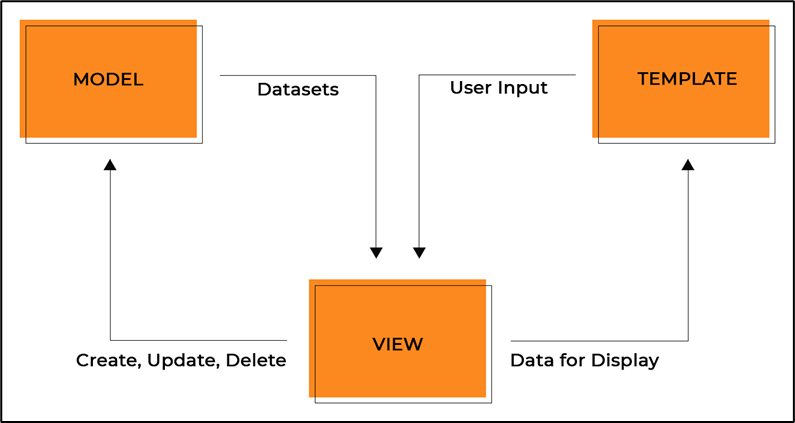 MODEL
Datasets
User Input
TEMPLATE
VIEW
Create, Update, Delete
Data for Display